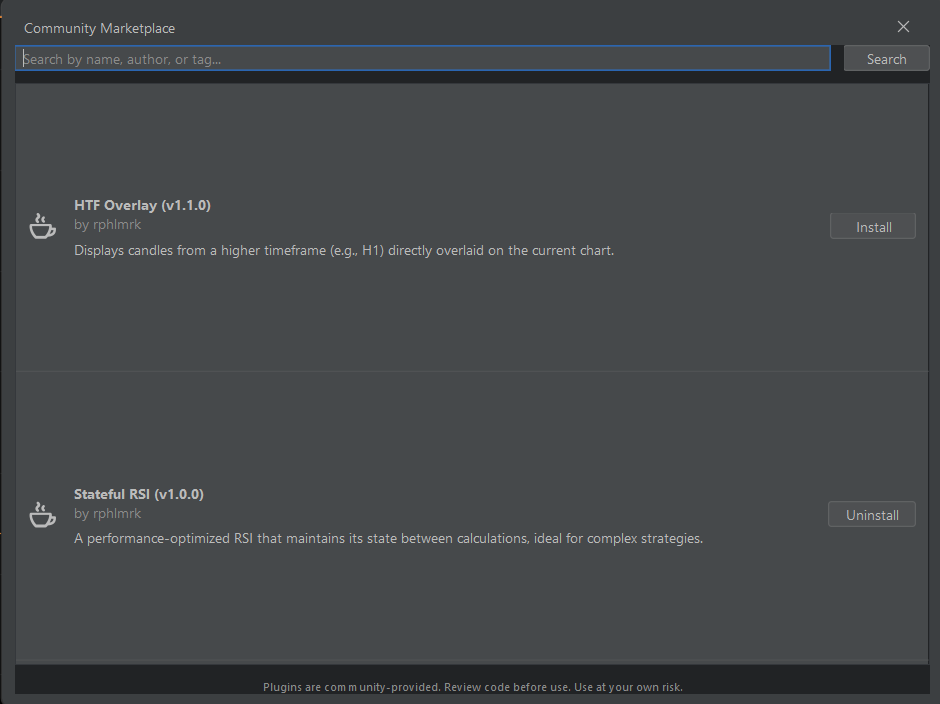 Community Marketplace
Search by name, author, or tag...
Search
HTF Overlay (v1.1.0)
by rphlmrk
Install
Displays candles from a higher timeframe (e.g., H1) directly overlaid on the current chart.
Stateful RSI (v1.0.0)
by rphlmrk
Uninstall
A performance-optimized RSI that maintains its state between calculations, ideal for complex strategies.
Plugins are community-provided. Review code before use. Use at your own risk.